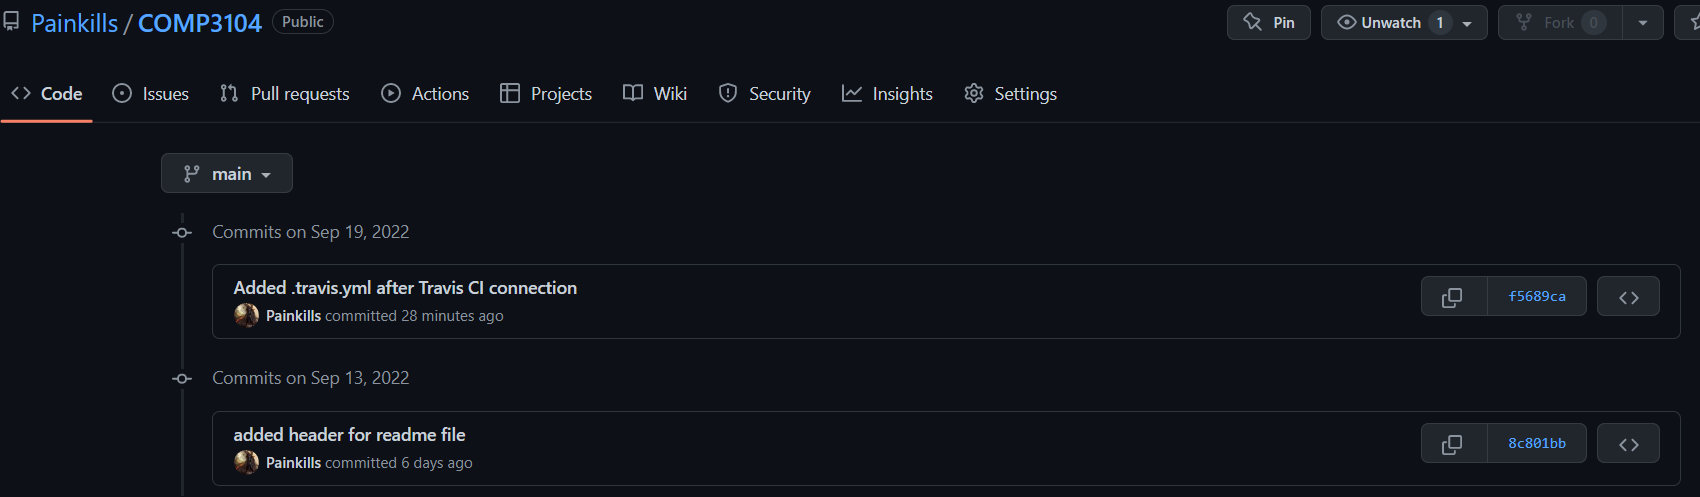 Painkills / COMP3104 Public
Pin Unwatch 1 Fork 0
Code Issues Pull requests Actions Projects Wiki Security Insights Settings
main
Commits on Sep 19, 2022
Added .travis.yml after Travis CI connection
Painkills committed 28 minutes ago
f5689ca
Commits on Sep 13, 2022
added header for readme file
Painkills committed 6 days ago
8c801bb